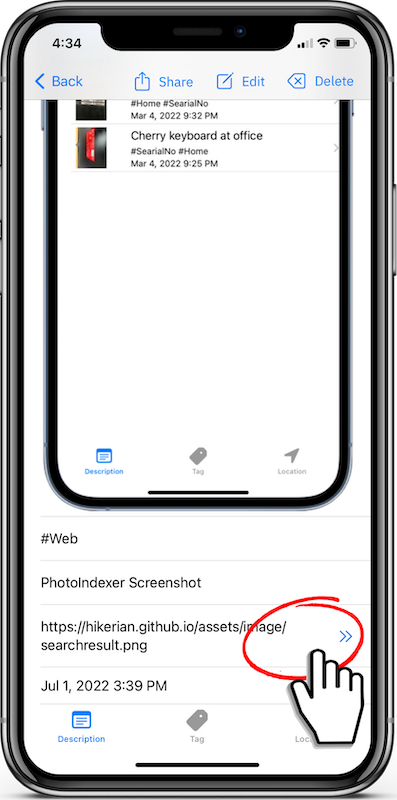 4:34
Back Share Edit Delete
#Home #SearialNo
Mar 4, 2022 9:32 PM
Cherry keyboard at office
#SearialNo #Home
Mar 4, 2022 9:25 PM
Description Tag Location
#Web
PhotoIndexer Screenshot
https://hikerian.github.io/assets/image/
searchresult.png
Jul 1, 2022 3:39 PM
Description Tag